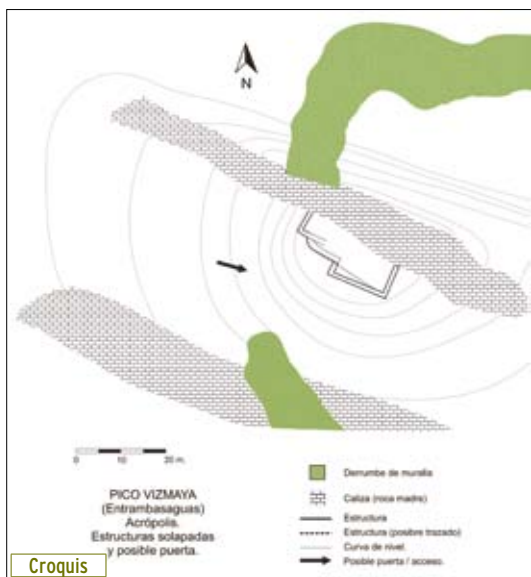 N
0 10 20 m.
PICO VIZMAYA
(Entrambasaguas)
Acrópolis.
Estructuras solapadas
y posible puerta.
Derrumbe de muralla
Caliza (roca madre)
Estructura
Estructura (posibre trazado)
Curva de nivel.
Posible puerta / acceso.
Croquis